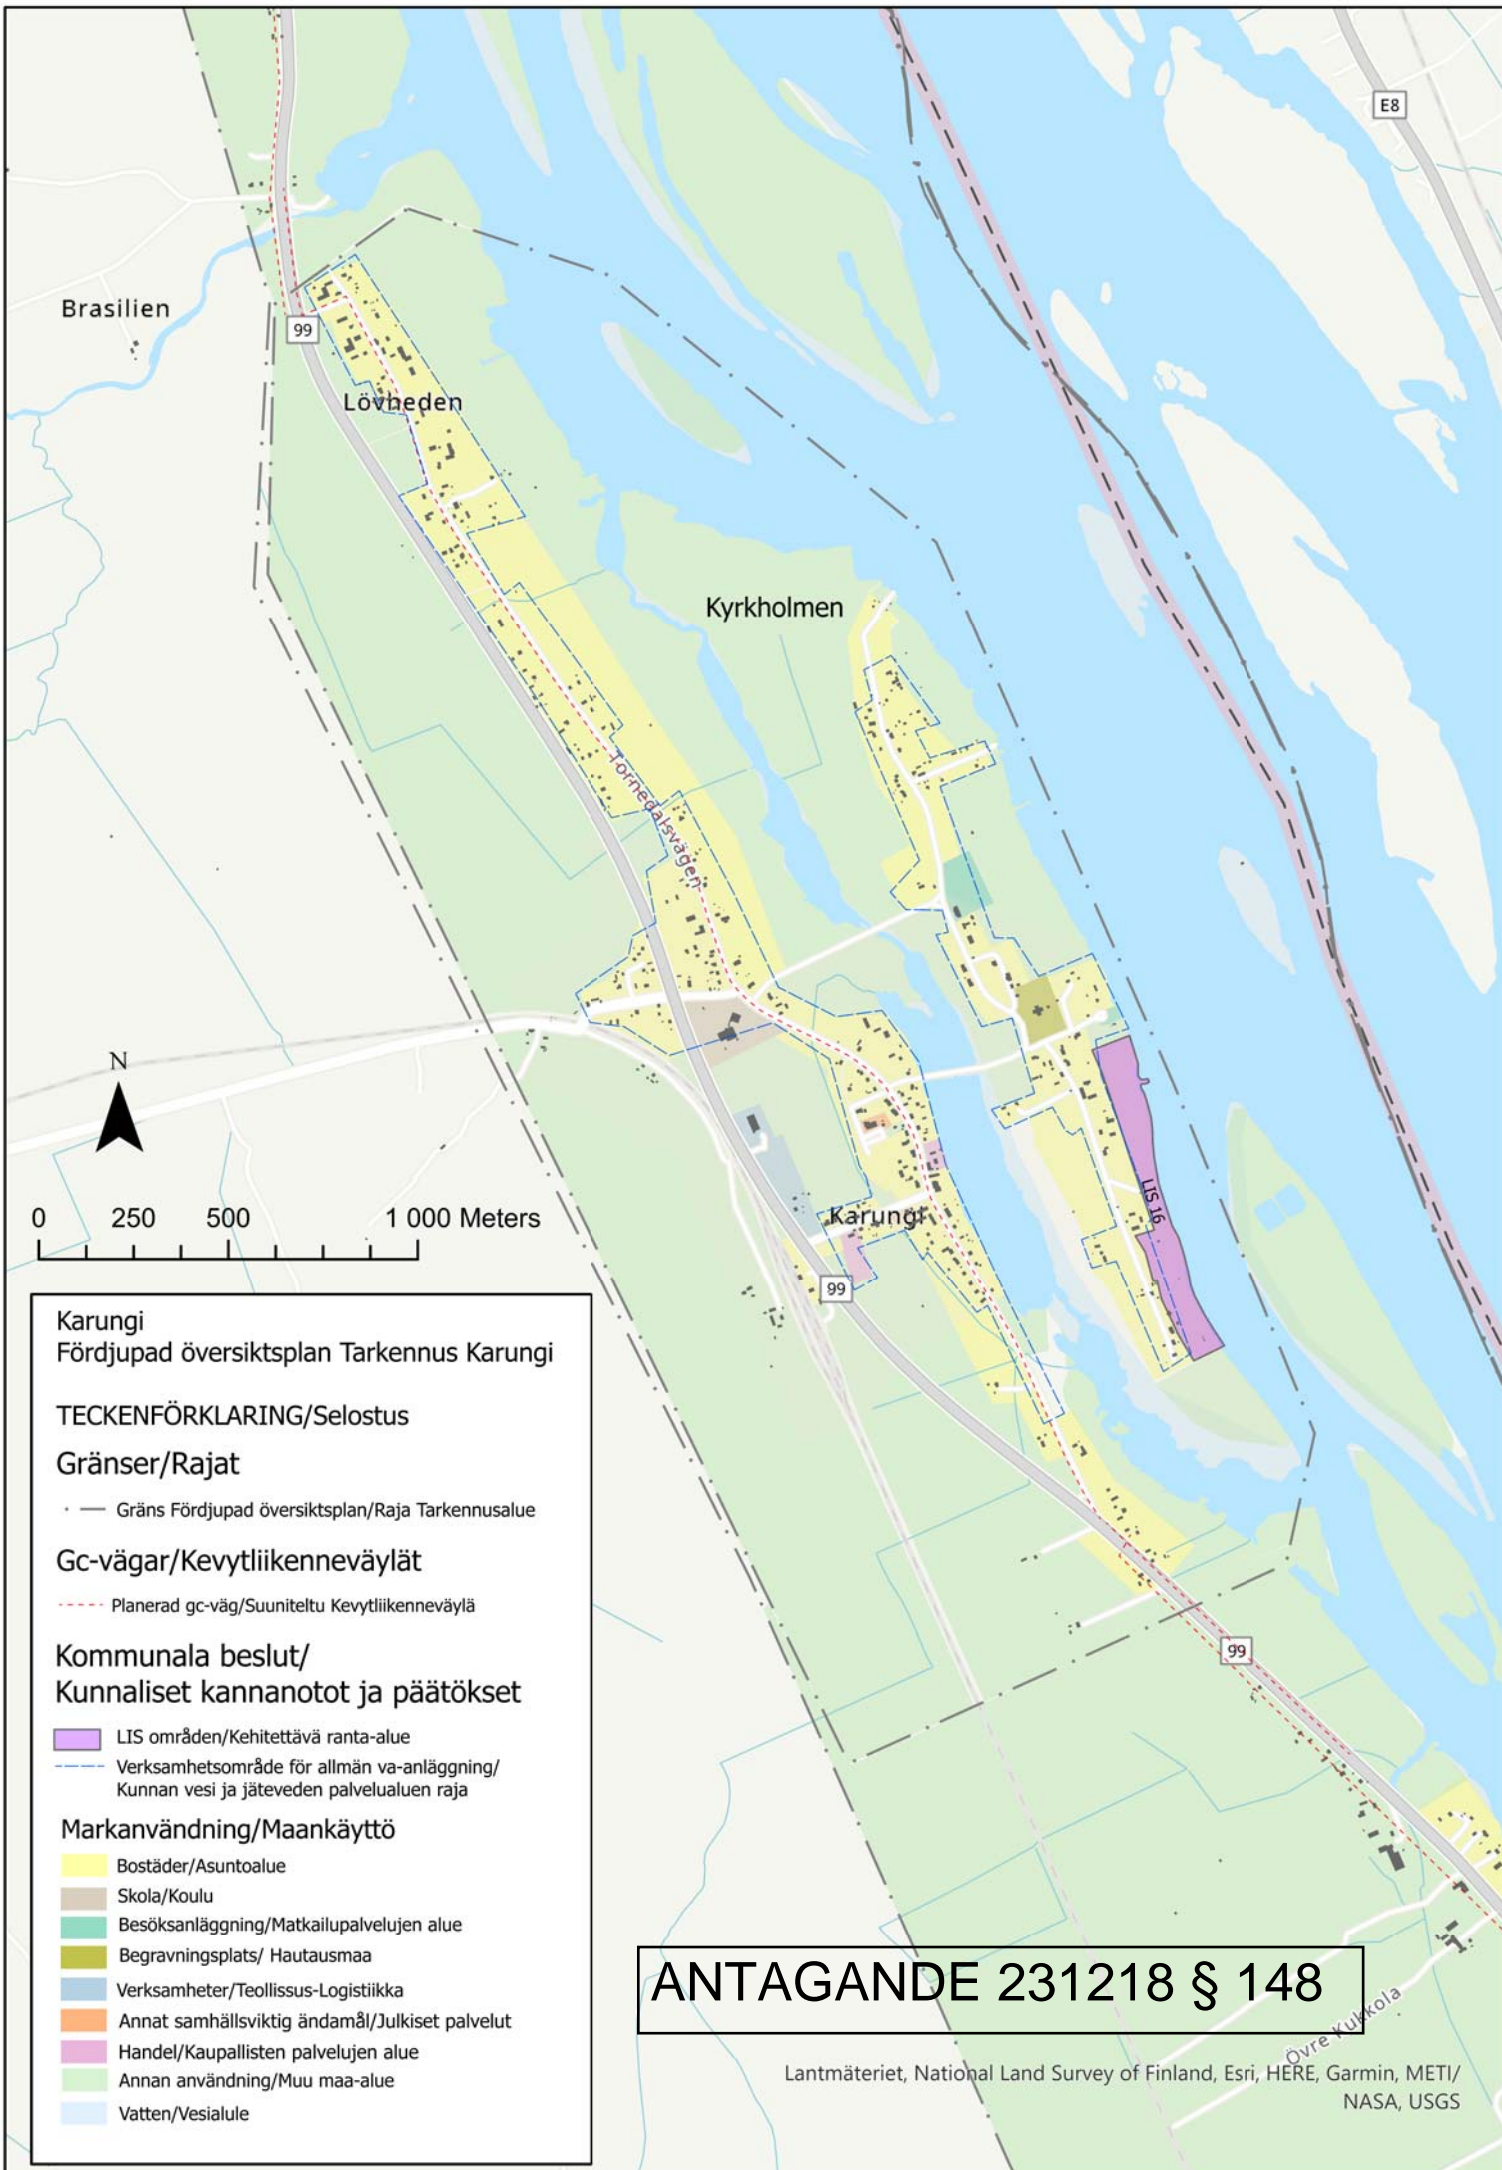 E8
Brasilien
99
Lövheden
Kyrkholmen
Tornedalsvägen
N
LIS 16
0 250 500 1 000 Meters
Karungi
99
Karungi
Fördjupad översiktsplan Tarkennus Karungi
TECKENFÖRKLARING/Selostus
Gränser/Rajat
Gräns Fördjupad översiktsplan/Raja Tarkennusalue
Gc-vägar/Kevytliikenneväylät
Planerad gc-väg/Suuniteltu Kevytliikenneväylä
Kommunala beslut/
Kunnaliset kannanotot ja päätökset
LIS områden/Kehitettävä ranta-alue
Verksamhetsområde för allmän va-anläggning/
Kunnan vesi ja jäteveden palvelualuen raja
Markanvändning/Maankäyttö
Bostäder/Asuntoalue
Skola/Koulu
Besöksanläggning/Matkailupalvelujen alue
Begravningsplats/ Hautausmaa
Verksamheter/Teollissus-Logistiikka
Annat samhällsviktig ändamål/Julkiset palvelut
Handel/Kaupallisten palvelujen alue
Annan användning/Muu maa-alue
Vatten/Vesialule
99
ANTAGANDE 231218 § 148
Övre Kukkola
Lantmäteriet, National Land Survey of Finland, Esri, HERE, Garmin, METI/
NASA, USGS